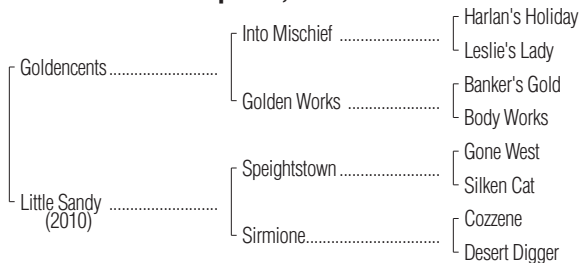 Harlan's Holiday
Into Mischief
Leslie's Lady
Goldencents
Banker's Gold
Golden Works
Body Works
Gone West
Speightstown
Silken Cat
Little Sandy
(2010)
Cozzene
Sirmione
Desert Digger